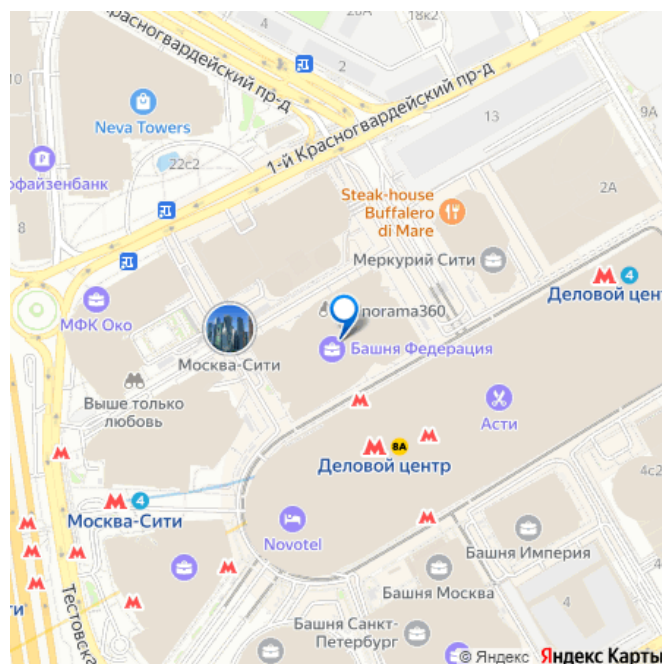 Красногвардейский пр-д
18к2
2
10
Neva Towers
1-й Красногвардейский пр-д
13
9А
22с2
офайзенбанк
8
2А
Steak-house
Buffalero
di Mare
Меркурий Сити
4
Деловой цент
МФК Око
norama360
Башня Федерация
Москва-Сити
Выше только
любовь
Асти
8А
Деловой центр
4с2
4
Москва-Сити
Novotel
Башня Империя
Башня Москва
4
Тестовска
Башня Санкт-
Петербург
© Яндекс Яндекс Карты